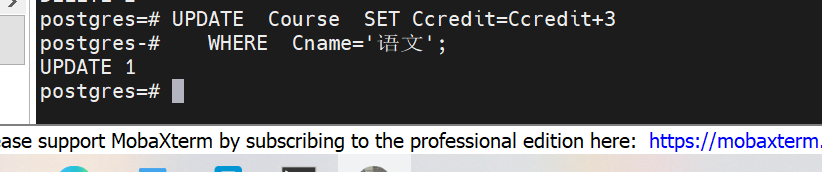 postgres=# UPDATE  Course  SET Ccredit=Ccredit+3
postgres-#    WHERE  Cname='语文';
UPDATE 1
postgres=#
ease support MobaXterm by subscribing to the professional edition here:  https://mobaxterm.